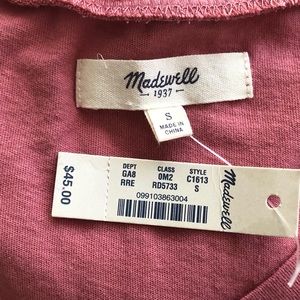 Madewell
1937
S
MADE IN
CHINA
$45.00
DEPT CLASS STYLE
GA8 0M2 C1613
RRE RD5733 S
099103863004
Madewell